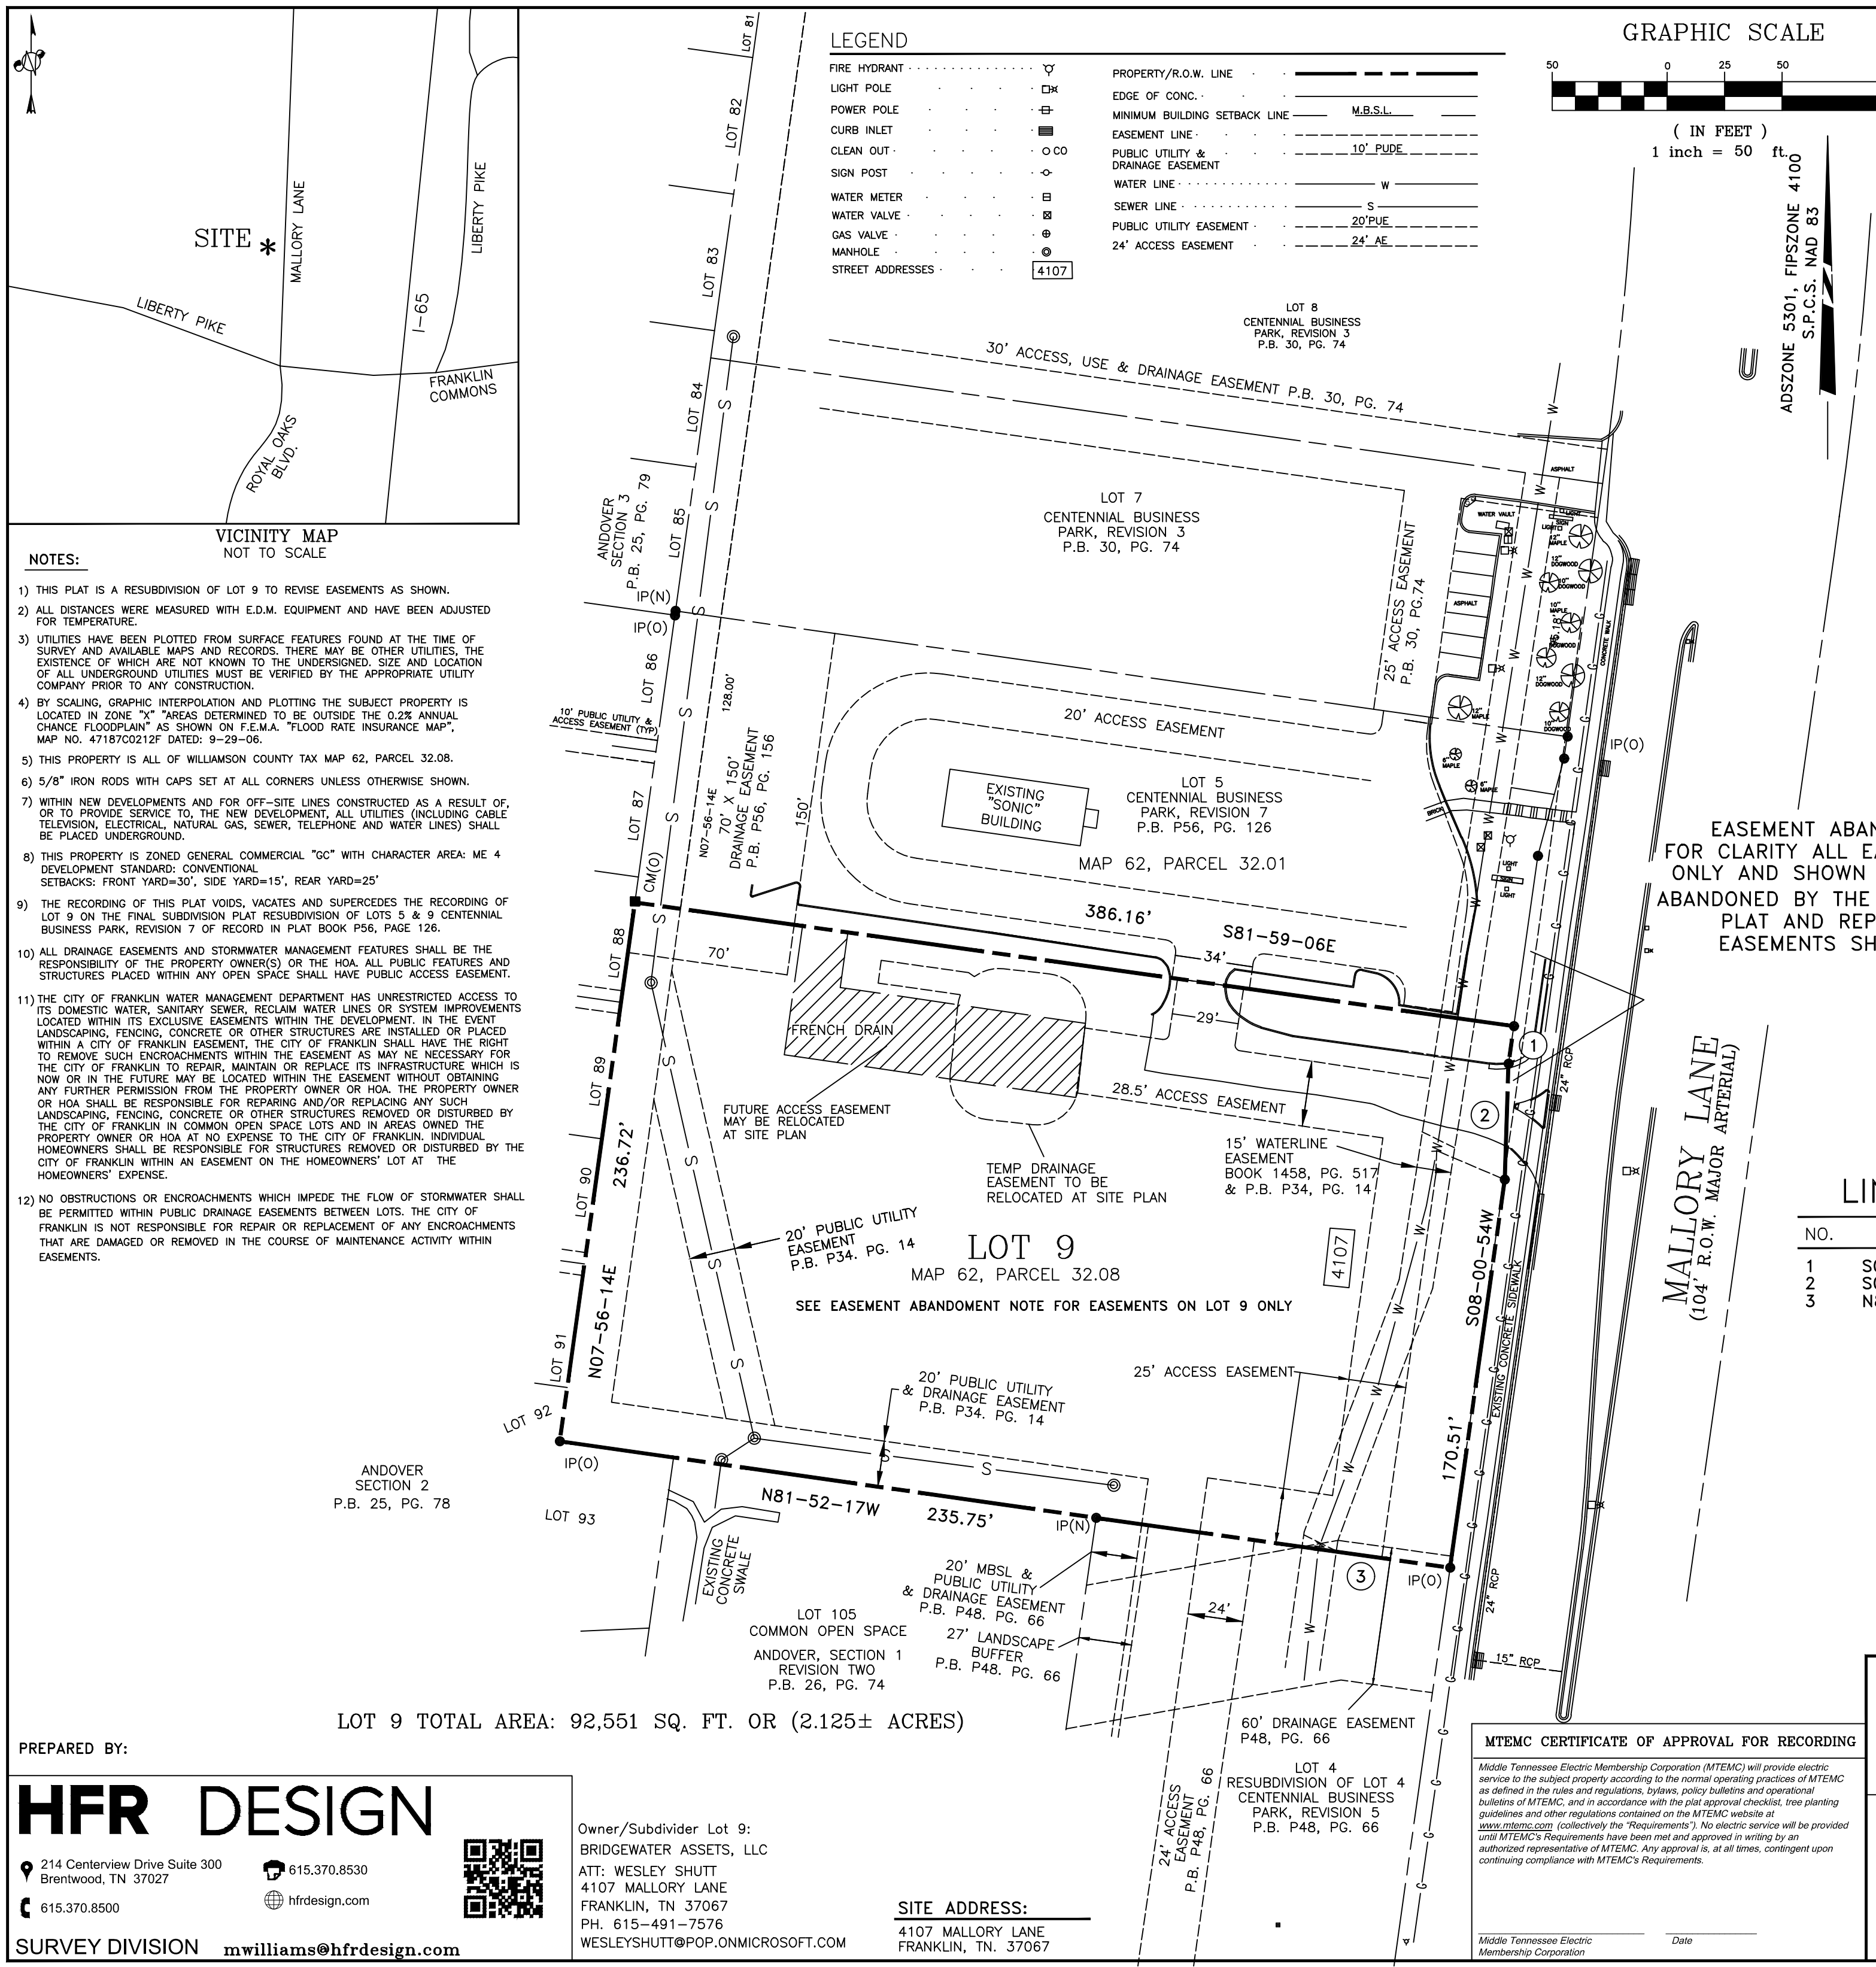 LIBERTY PIKE
MALLORY LANE
LIBERTY PIKE
I-65
SITE *
FRANKLIN
COMMONS
ROYAL OAKS
BLVD.
VICINITY MAP
NOT TO SCALE
NOTES:
1) THIS PLAT IS A RESUBDIVISION OF LOT 9 TO REVISE EASEMENTS AS SHOWN.
2) ALL DISTANCES WERE MEASURED WITH E.D.M. EQUIPMENT AND HAVE BEEN ADJUSTED
FOR TEMPERATURE.
3) UTILITIES HAVE BEEN PLOTTED FROM SURFACE FEATURES FOUND AT THE TIME OF
SURVEY AND AVAILABLE MAPS AND RECORDS. THERE MAY BE OTHER UTILITIES, THE
EXISTENCE OF WHICH ARE NOT KNOWN TO THE UNDERSIGNED. SIZE AND LOCATION
OF ALL UNDERGROUND UTILITIES MUST BE VERIFIED BY THE APPROPRIATE UTILITY
COMPANY PRIOR TO ANY CONSTRUCTION.
4) BY SCALING, GRAPHIC INTERPOLATION AND PLOTTING THE SUBJECT PROPERTY IS
LOCATED IN ZONE "X" "AREAS DETERMINED TO BE OUTSIDE THE 0.2% ANNUAL
CHANCE FLOODPLAIN" AS SHOWN ON F.E.M.A. "FLOOD RATE INSURANCE MAP",
MAP NO. 47187C0212F DATED: 9-29-06.
5) THIS PROPERTY IS ALL OF WILLIAMSON COUNTY TAX MAP 62, PARCEL 32.08.
6) 5/8" IRON RODS WITH CAPS SET AT ALL CORNERS UNLESS OTHERWISE SHOWN.
7) WITHIN NEW DEVELOPMENTS AND FOR OFF-SITE LINES CONSTRUCTED AS A RESULT OF,
OR TO PROVIDE SERVICE TO, THE NEW DEVELOPMENT, ALL UTILITIES (INCLUDING CABLE
TELEVISION, ELECTRICAL, NATURAL GAS, SEWER, TELEPHONE AND WATER LINES) SHALL
BE PLACED UNDERGROUND.
8) THIS PROPERTY IS ZONED GENERAL COMMERCIAL "GC" WITH CHARACTER AREA: ME 4
DEVELOPMENT STANDARD: CONVENTIONAL
SETBACKS: FRONT YARD=30', SIDE YARD=15', REAR YARD=25'
9) THE RECORDING OF THIS PLAT VOIDS, VACATES AND SUPERCEDES THE RECORDING OF
LOT 9 ON THE FINAL SUBDIVISION PLAT RESUBDIVISION OF LOTS 5 & 9 CENTENNIAL
BUSINESS PARK, REVISION 7 OF RECORD IN PLAT BOOK P56, PAGE 126.
10) ALL DRAINAGE EASEMENTS AND STORMWATER MANAGEMENT FEATURES SHALL BE THE
RESPONSIBILITY OF THE PROPERTY OWNER(S) OR THE HOA. ALL PUBLIC FEATURES AND
STRUCTURES PLACED WITHIN ANY OPEN SPACE SHALL HAVE PUBLIC ACCESS EASEMENT.
11) THE CITY OF FRANKLIN WATER MANAGEMENT DEPARTMENT HAS UNRESTRICTED ACCESS TO
ITS DOMESTIC WATER, SANITARY SEWER, RECLAIM WATER LINES OR SYSTEM IMPROVEMENTS
LOCATED WITHIN ITS EXCLUSIVE EASEMENTS WITHIN THE DEVELOPMENT. IN THE EVENT
LANDSCAPING, FENCING, CONCRETE OR OTHER STRUCTURES ARE INSTALLED OR PLACED
WITHIN A CITY OF FRANKLIN EASEMENT, THE CITY OF FRANKLIN SHALL HAVE THE RIGHT
TO REMOVE SUCH ENCROACHMENTS WITHIN THE EASEMENT AS MAY NE NECESSARY FOR
THE CITY OF FRANKLIN TO REPAIR, MAINTAIN OR REPLACE ITS INFRASTRUCTURE WHICH IS
NOW OR IN THE FUTURE MAY BE LOCATED WITHIN THE EASEMENT WITHOUT OBTAINING
ANY FURTHER PERMISSION FROM THE PROPERTY OWNER OR HOA. THE PROPERTY OWNER
OR HOA SHALL BE RESPONSIBLE FOR REPARING AND/OR REPLACING ANY SUCH
LANDSCAPING, FENCING, CONCRETE OR OTHER STRUCTURES REMOVED OR DISTURBED BY
THE CITY OF FRANKLIN IN COMMON OPEN SPACE LOTS AND IN AREAS OWNED THE
PROPERTY OWNER OR HOA AT NO EXPENSE TO THE CITY OF FRANKLIN. INDIVIDUAL
HOMEOWNERS SHALL BE RESPONSIBLE FOR STRUCTURES REMOVED OR DISTURBED BY THE
CITY OF FRANKLIN WITHIN AN EASEMENT ON THE HOMEOWNERS' LOT AT THE
HOMEOWNERS' EXPENSE.
12) NO OBSTRUCTIONS OR ENCROACHMENTS WHICH IMPEDE THE FLOW OF STORMWATER SHALL
BE PERMITTED WITHIN PUBLIC DRAINAGE EASEMENTS BETWEEN LOTS. THE CITY OF
FRANKLIN IS NOT RESPONSIBLE FOR REPAIR OR REPLACEMENT OF ANY ENCROACHMENTS
THAT ARE DAMAGED OR REMOVED IN THE COURSE OF MAINTENANCE ACTIVITY WITHIN
EASEMENTS.
LEGEND
FIRE HYDRANT
LIGHT POLE
POWER POLE
CURB INLET
CLEAN OUT CO
SIGN POST
WATER METER
WATER VALVE
GAS VALVE
MANHOLE
STREET ADDRESSES 4107
PROPERTY/R.O.W. LINE
EDGE OF CONC.
MINIMUM BUILDING SETBACK LINE M.B.S.L.
EASEMENT LINE
PUBLIC UTILITY & 10' PUDE
DRAINAGE EASEMENT
WATER LINE W
SEWER LINE S
PUBLIC UTILITY EASEMENT 20'PUE
24' ACCESS EASEMENT 24' AE
GRAPHIC SCALE
50 0 25 50
( IN FEET )
1 inch = 50 ft.
ADSZONE 5301, FIPSZONE 4100
S.P.C.S. NAD 83
LOT 81
LOT 82
LOT 83
LOT 84
LOT 85
LOT 86
LOT 87
LOT 88
LOT 89
LOT 90
LOT 91
LOT 92
LOT 93
ANDOVER
SECTION 3
P.B. 25, PG. 79
IP(N)
IP(O)
10' PUBLIC UTILITY &
ACCESS EASEMENT (TYP)
128.00'
N07-56-14E
70' X 150'
DRAINAGE EASEMENT
P.B. P56, PG. 156
150'
CM(O)
70'
LOT 8
CENTENNIAL BUSINESS
PARK, REVISION 3
P.B. 30, PG. 74
30' ACCESS, USE & DRAINAGE EASEMENT P.B. 30, PG. 74
LOT 7
CENTENNIAL BUSINESS
PARK, REVISION 3
P.B. 30, PG. 74
25' ACCESS EASEMENT
P.B. 30, PG.74
20' ACCESS EASEMENT
EXISTING
"SONIC"
BUILDING
LOT 5
CENTENNIAL BUSINESS
PARK, REVISION 7
P.B. P56, PG. 126
MAP 62, PARCEL 32.01
386.16'
S81-59-06E
34'
29'
ASPHALT
WATER VAULT
LIGHT
SIGN
LIGHT
12" MAPLE
12" DOGWOOD
10" DOGWOOD
10" MAPLE
DOGWOOD
12" DOGWOOD
12" MAPLE
10" DOGWOOD
6" MAPLE
6" MAPLE
ASPHALT
CONCRETE WALK
BRICK
LIGHT
SIGN
LIGHT
IP(O)
EASEMENT ABAN
FOR CLARITY ALL EA
ONLY AND SHOWN
ABANDONED BY THE
PLAT AND REP
EASEMENTS SH
FRENCH DRAIN
FUTURE ACCESS EASEMENT
MAY BE RELOCATED
AT SITE PLAN
28.5' ACCESS EASEMENT
TEMP DRAINAGE
EASEMENT TO BE
RELOCATED AT SITE PLAN
15' WATERLINE
EASEMENT
BOOK 1458, PG. 517
& P.B. P34, PG. 14
1
2
24" RCP
MALLORY LANE
(104' R.O.W. MAJOR ARTERIAL)
236.72'
N07-56-14E
20' PUBLIC UTILITY
EASEMENT
P.B. P34. PG. 14
LOT 9
MAP 62, PARCEL 32.08
4107
SEE EASEMENT ABANDOMENT NOTE FOR EASEMENTS ON LOT 9 ONLY
S08-00-54W
170.51'
EXISTING CONCRETE SIDEWALK
LI
NO.
1 S
2 S
3 N
20' PUBLIC UTILITY
& DRAINAGE EASEMENT
P.B. P34. PG. 14
25' ACCESS EASEMENT
IP(O)
N81-52-17W
235.75'
IP(N)
3
IP(O)
ANDOVER
SECTION 2
P.B. 25, PG. 78
EXISTING
CONCRETE
SWALE
20' MBSL &
PUBLIC UTILITY
& DRAINAGE EASEMENT
P.B. P48. PG. 66
27' LANDSCAPE
BUFFER
P.B. P48. PG. 66
24'
24" RCP
15" RCP
LOT 105
COMMON OPEN SPACE
ANDOVER, SECTION 1
REVISION TWO
P.B. 26, PG. 74
60' DRAINAGE EASEMENT
P48, PG. 66
24' ACCESS
EASEMENT
P.B. P48, PG. 66
LOT 4
RESUBDIVISION OF LOT 4
CENTENNIAL BUSINESS
PARK, REVISION 5
P.B. P48, PG. 66
LOT 9 TOTAL AREA: 92,551 SQ. FT. OR (2.125± ACRES)
PREPARED BY:
HFR DESIGN
214 Centerview Drive Suite 300
Brentwood, TN 37027
615.370.8500
615.370.8530
hfrdesign.com
SURVEY DIVISION mwilliams@hfrdesign.com
Owner/Subdivider Lot 9:
BRIDGEWATER ASSETS, LLC
ATT: WESLEY SHUTT
4107 MALLORY LANE
FRANKLIN, TN 37067
PH. 615-491-7576
WESLEYSHUTT@POP.ONMICROSOFT.COM
SITE ADDRESS:
4107 MALLORY LANE
FRANKLIN, TN. 37067
MTEMC CERTIFICATE OF APPROVAL FOR RECORDING
Middle Tennessee Electric Membership Corporation (MTEMC) will provide electric
service to the subject property according to the normal operating practices of MTEMC
as defined in the rules and regulations, bylaws, policy bulletins and operational
bulletins of MTEMC, and in accordance with the plat approval checklist, tree planting
guidelines and other regulations contained on the MTEMC website at
www.mtemc.com (collectively the "Requirements"). No electric service will be provided
until MTEMC's Requirements have been met and approved in writing by an
authorized representative of MTEMC. Any approval is, at all times, contingent upon
continuing compliance with MTEMC's Requirements.
Middle Tennessee Electric
Membership Corporation
Date